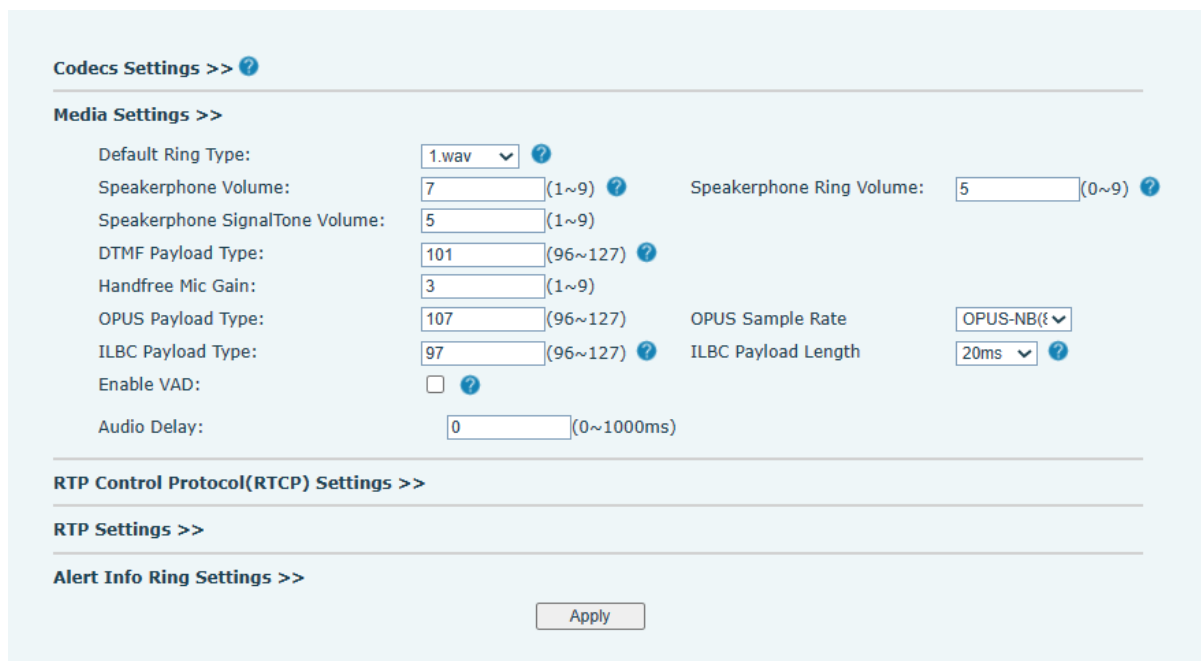 Codecs Settings >> ?
Media Settings >>
Default Ring Type: 1.wav ?
Speakerphone Volume: 7 (1~9) ? Speakerphone Ring Volume: 5 (0~9) ?
Speakerphone SignalTone Volume: 5 (1~9)
DTMF Payload Type: 101 (96~127) ?
Handfree Mic Gain: 3 (1~9)
OPUS Payload Type: 107 (96~127) OPUS Sample Rate OPUS-NB(
ILBC Payload Type: 97 (96~127) ? ILBC Payload Length 20ms ?
Enable VAD: ?
Audio Delay: 0 (0~1000ms)
RTP Control Protocol(RTCP) Settings >>
RTP Settings >>
Alert Info Ring Settings >>
Apply